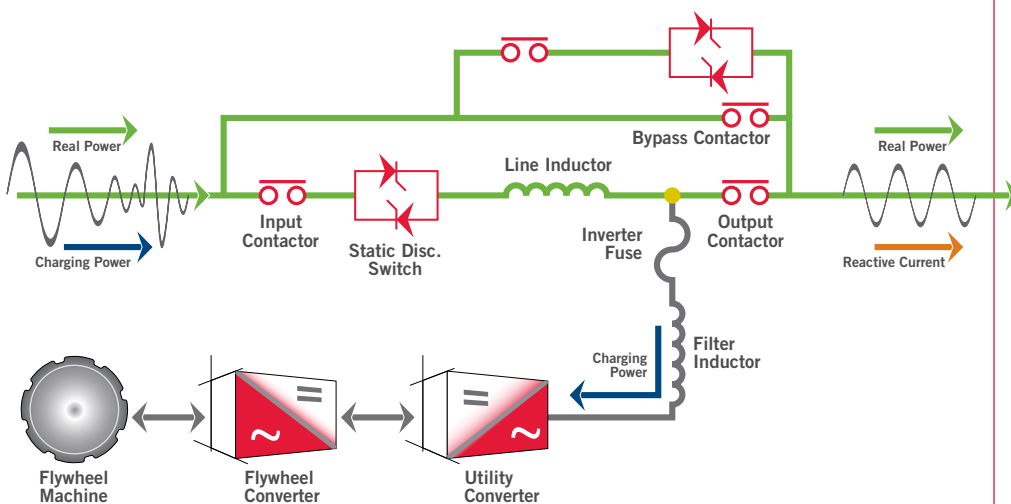 Real Power
Charging Power
Input
Contactor
Static Disc.
Switch
Line Inductor
Bypass Contactor
Inverter
Fuse
Output
Contactor
Real Power
Reactive Current
Charging
Power
Filter
Inductor
Flywheel
Machine
Flywheel
Converter
Utility
Converter